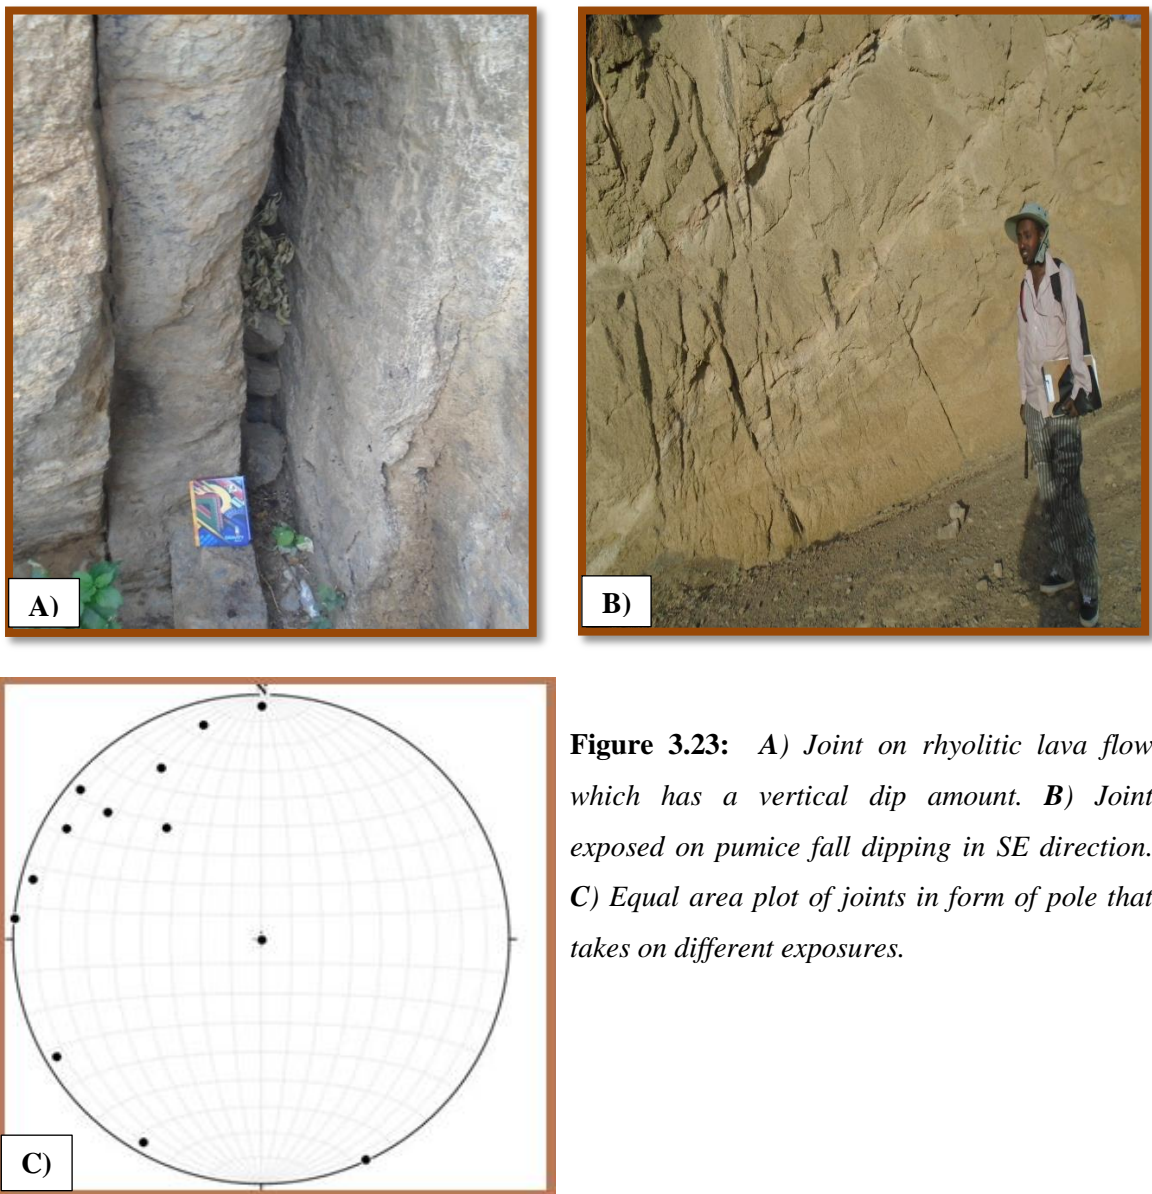 A)
B)
N
C)
Figure 3.23: A) Joint on rhyolitic lava flow
which has a vertical dip amount. B) Joint
exposed on pumice fall dipping in SE direction.
C) Equal area plot of joints in form of pole that
takes on different exposures.